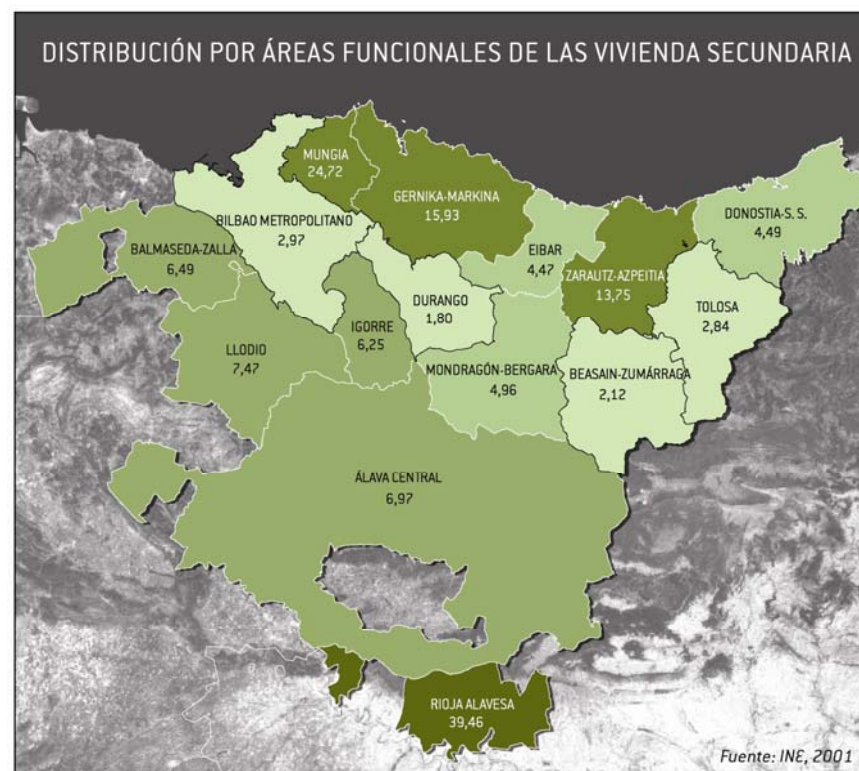 DISTRIBUCIÓN POR ÁREAS FUNCIONALES DE LAS VIVIENDA SECUNDARIA
MUNGIA
24,72
GERNIKA-MARKINA
15,93
BILBAO METROPOLITANO
2,97
BALMASEDA-ZALLA
6,49
EIBAR
4,47
DONOSTIA-S. S.
4,49
ZARAUTZ-AZPEITIA
13,75
DURANGO
1,80
TOLOSA
2,84
IGORRE
6,25
LLODIO
7,47
MONDRAGÓN-BERGARA
4,96
BEASAIN-ZUMÁRRAGA
2,12
ÁLAVA CENTRAL
6,97
RIOJA ALAVESA
39,46
Fuente: INE, 2001